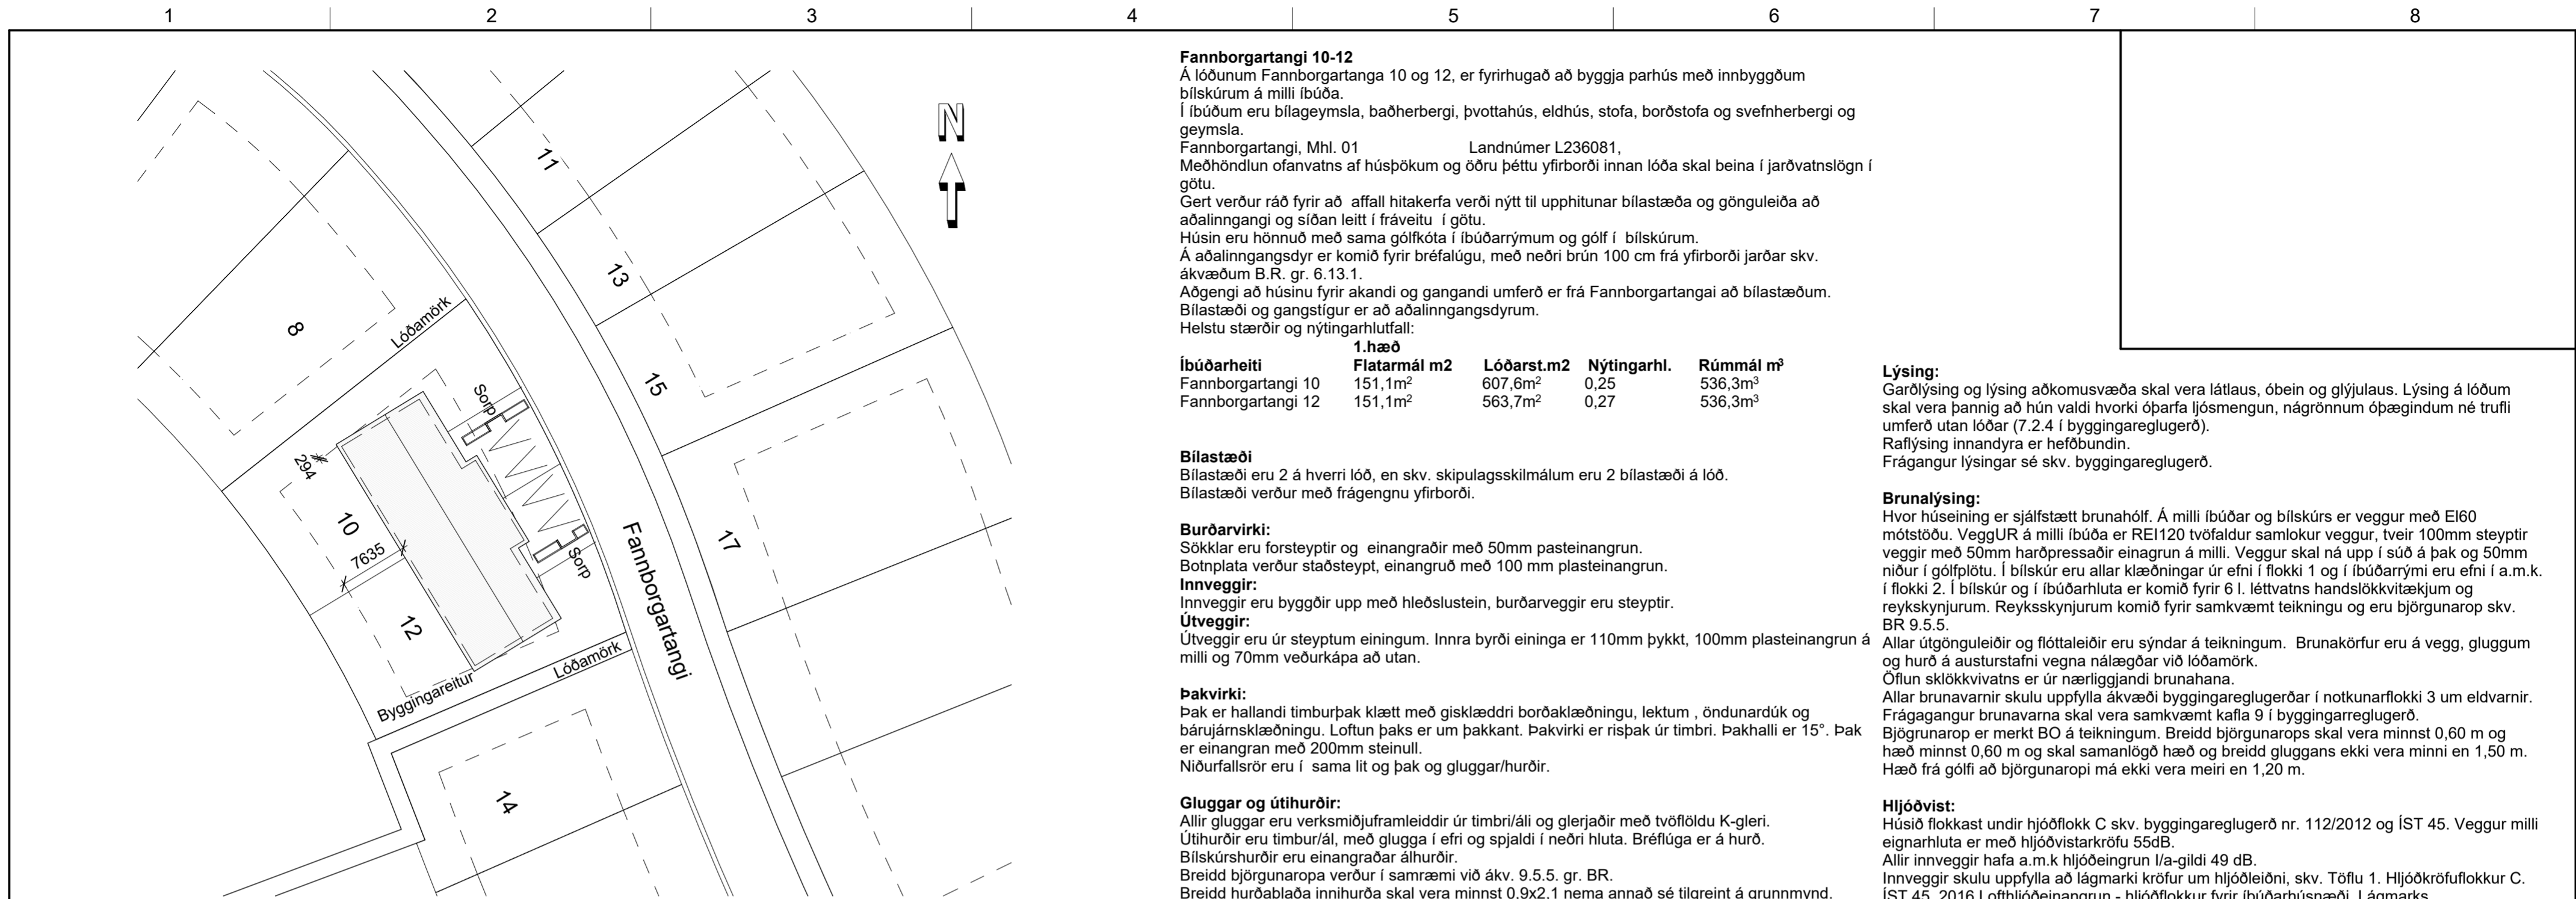 1 2 3 4 5 6 7 8
N
11
13
15
17
8
10
12
14
294
7635
Lóðamörk
Sorp
Sorp
Lóðamörk
Byggingareitur
Fannborgartangi
Fannborgartangi 10-12
Á lóðunum Fannborgartanga 10 og 12, er fyrirhugað að byggja parhús með innbyggðum
bílskúrum á milli íbúða.
Í íbúðum eru bílageymsla, baðherbergi, þvottahús, eldhús, stofa, borðstofa og svefnherbergi og
geymsla.
Fannborgartangi, Mhl. 01 Landnúmer L236081,
Meðhöndlun ofanvatns af húsþökum og öðru þéttu yfirborði innan lóða skal beina í jarðvatnslögn í
götu.
Gert verður ráð fyrir að affall hitakerfa verði nýtt til upphitunar bílastæða og gönguleiða að
aðalinngangi og síðan leitt í fráveitu í götu.
Húsin eru hönnuð með sama gólfkóta í íbúðarrýmum og gólf í bílskúrum.
Á aðalinngangsdyr er komið fyrir bréfalúgu, með neðri brún 100 cm frá yfirborði jarðar skv.
ákvæðum B.R. gr. 6.13.1.
Aðgengi að húsinu fyrir akandi og gangandi umferð er frá Fannborgartangai að bílastæðum.
Bílastæði og gangstígur er að aðalinngangsdyrum.
Helstu stærðir og nýtingarhlutfall:
1.hæð
Íbúðarheiti Flatarmál m2 Lóðarst.m2 Nýtingarhl. Rúmmál m³
Fannborgartangi 10 151,1m² 607,6m² 0,25 536,3m³
Fannborgartangi 12 151,1m² 563,7m² 0,27 536,3m³
Bílastæði
Bílastæði eru 2 á hverri lóð, en skv. skipulagsskilmálum eru 2 bílastæði á lóð.
Bílastæði verður með frágengnu yfirborði.
Burðarvirki:
Sökklar eru forsteyptir og einangraðir með 50mm pasteinangrun.
Botnplata verður staðsteypt, einangruð með 100 mm plasteinangrun.
Innveggir:
Innveggir eru byggðir upp með hleðslustein, burðarveggir eru steyptir.
Útveggir:
Útveggir eru úr steyptum einingum. Innra byrði eininga er 110mm þykkt, 100mm plasteinangrun á
milli og 70mm veðurkápa að utan.
Þakvirki:
Þak er hallandi timburþak klætt með gisklæddri borðaklæðningu, lektum , öndunardúk og
bárujárnsklæðningu. Loftun þaks er um þakkant. Þakvirki er risþak úr timbri. Þakhalli er 15°. Þak
er einangran með 200mm steinull.
Niðurfallsrör eru í sama lit og þak og gluggar/hurðir.
Gluggar og útihurðir:
Allir gluggar eru verksmiðjuframleiddir úr timbri/áli og glerjaðir með tvöflöldu K-gleri.
Útihurðir eru timbur/ál, með glugga í efri og spjaldi í neðri hluta. Bréflúga er á hurð.
Bílskúrshurðir eru einangraðar álhurðir.
Breidd björgunaropa verður í samræmi við ákv. 9.5.5. gr. BR.
Breidd hurðablaða innihurða skal vera minnst 0.9x2.1 nema annað sé tilgreint á grunnmynd.
Lýsing:
Garðlýsing og lýsing aðkomusvæða skal vera látlaus, óbein og glýjulaus. Lýsing á lóðum
skal vera þannig að hún valdi hvorki óþarfa ljósmengun, nágrönnum óþægindum né trufli
umferð utan lóðar (7.2.4 í byggingareglugerð).
Raflýsing innandyra er hefðbundin.
Frágangur lýsingar sé skv. byggingareglugerð.
Brunalýsing:
Hvor húseining er sjálfstætt brunahólf. Á milli íbúðar og bílskúrs er veggur með EI60
mótstöðu. VeggUR á milli íbúða er REI120 tvöfaldur samlokur veggur, tveir 100mm steyptir
veggir með 50mm harðpressaðir einagrun á milli. Veggur skal ná upp í súð á þak og 50mm
niður í gólfplötu. Í bílskúr eru allar klæðningar úr efni í flokki 1 og í íbúðarrými eru efni í a.m.k.
í flokki 2. Í bílskúr og í íbúðarhluta er komið fyrir 6 l. léttvatns handslökkvitækjum og
reykskynjurum. Reyksskynjurum komið fyrir samkvæmt teikningu og eru björgunarop skv.
BR 9.5.5.
Allar útgönguleiðir og flóttaleiðir eru sýndar á teikningum. Brunakörfur eru á vegg, gluggum
og hurð á austurstafni vegna nálægðar við lóðamörk.
Öflun sklökkvivatns er úr nærliggjandi brunahana.
Allar brunavarnir skulu uppfylla ákvæði byggingareglugerðar í notkunarflokki 3 um eldvarnir.
Frágagangur brunavarna skal vera samkvæmt kafla 9 í byggingarreglugerð.
Bjögrunarop er merkt BO á teikningum. Breidd björgunarops skal vera minnst 0,60 m og
hæð minnst 0,60 m og skal samanlögð hæð og breidd gluggans ekki vera minni en 1,50 m.
Hæð frá gólfi að björgunaropi má ekki vera meiri en 1,20 m.
Hljóðvist:
Húsið flokkast undir hjóðflokk C skv. byggingareglugerð nr. 112/2012 og ÍST 45. Veggur milli
eignarhluta er með hljóðvistarkröfu 55dB.
Allir innveggir hafa a.m.k hljóðeingrun I/a-gildi 49 dB.
Innveggir skulu uppfylla að lágmarki kröfur um hljóðleiðni, skv. Töflu 1. Hljóðkröfuflokkur C.
ÍST 45, 2016 Lofthljóðeinangrun - hljóðflokkur fyrir íbúðarhúsnæði. Lágmarks